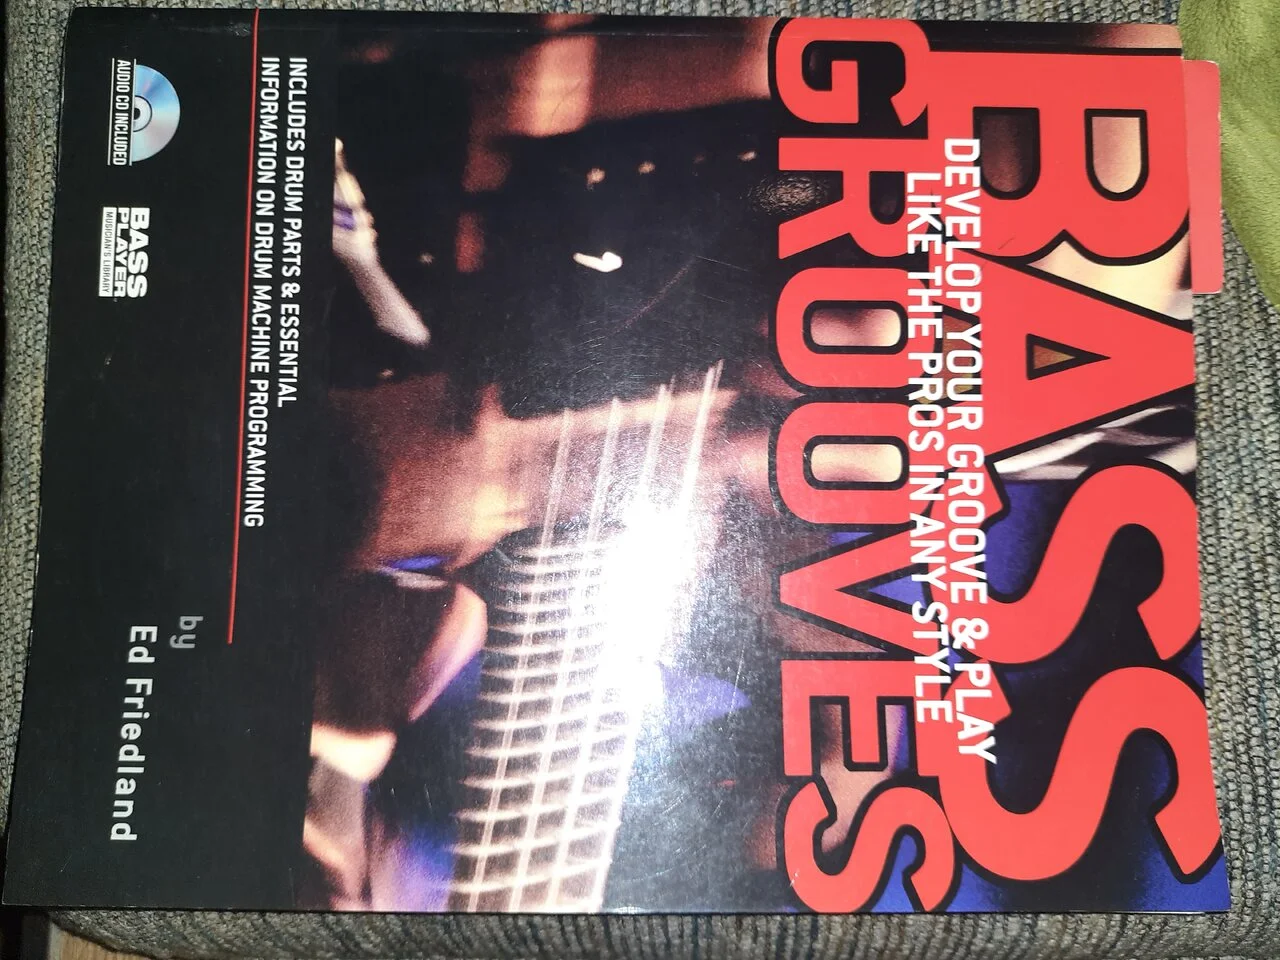 BASS
DEVELOP YOUR GROOVE & PLAY
LIKE THE PROS IN ANY STYLE
GROOVES
INCLUDES DRUM PARTS & ESSENTIAL
INFORMATION ON DRUM MACHINE PROGRAMMING
by
Ed Friedland
AUDIO CD INCLUDED
BASS
PLAYER
MUSICIAN'S LIBRARY